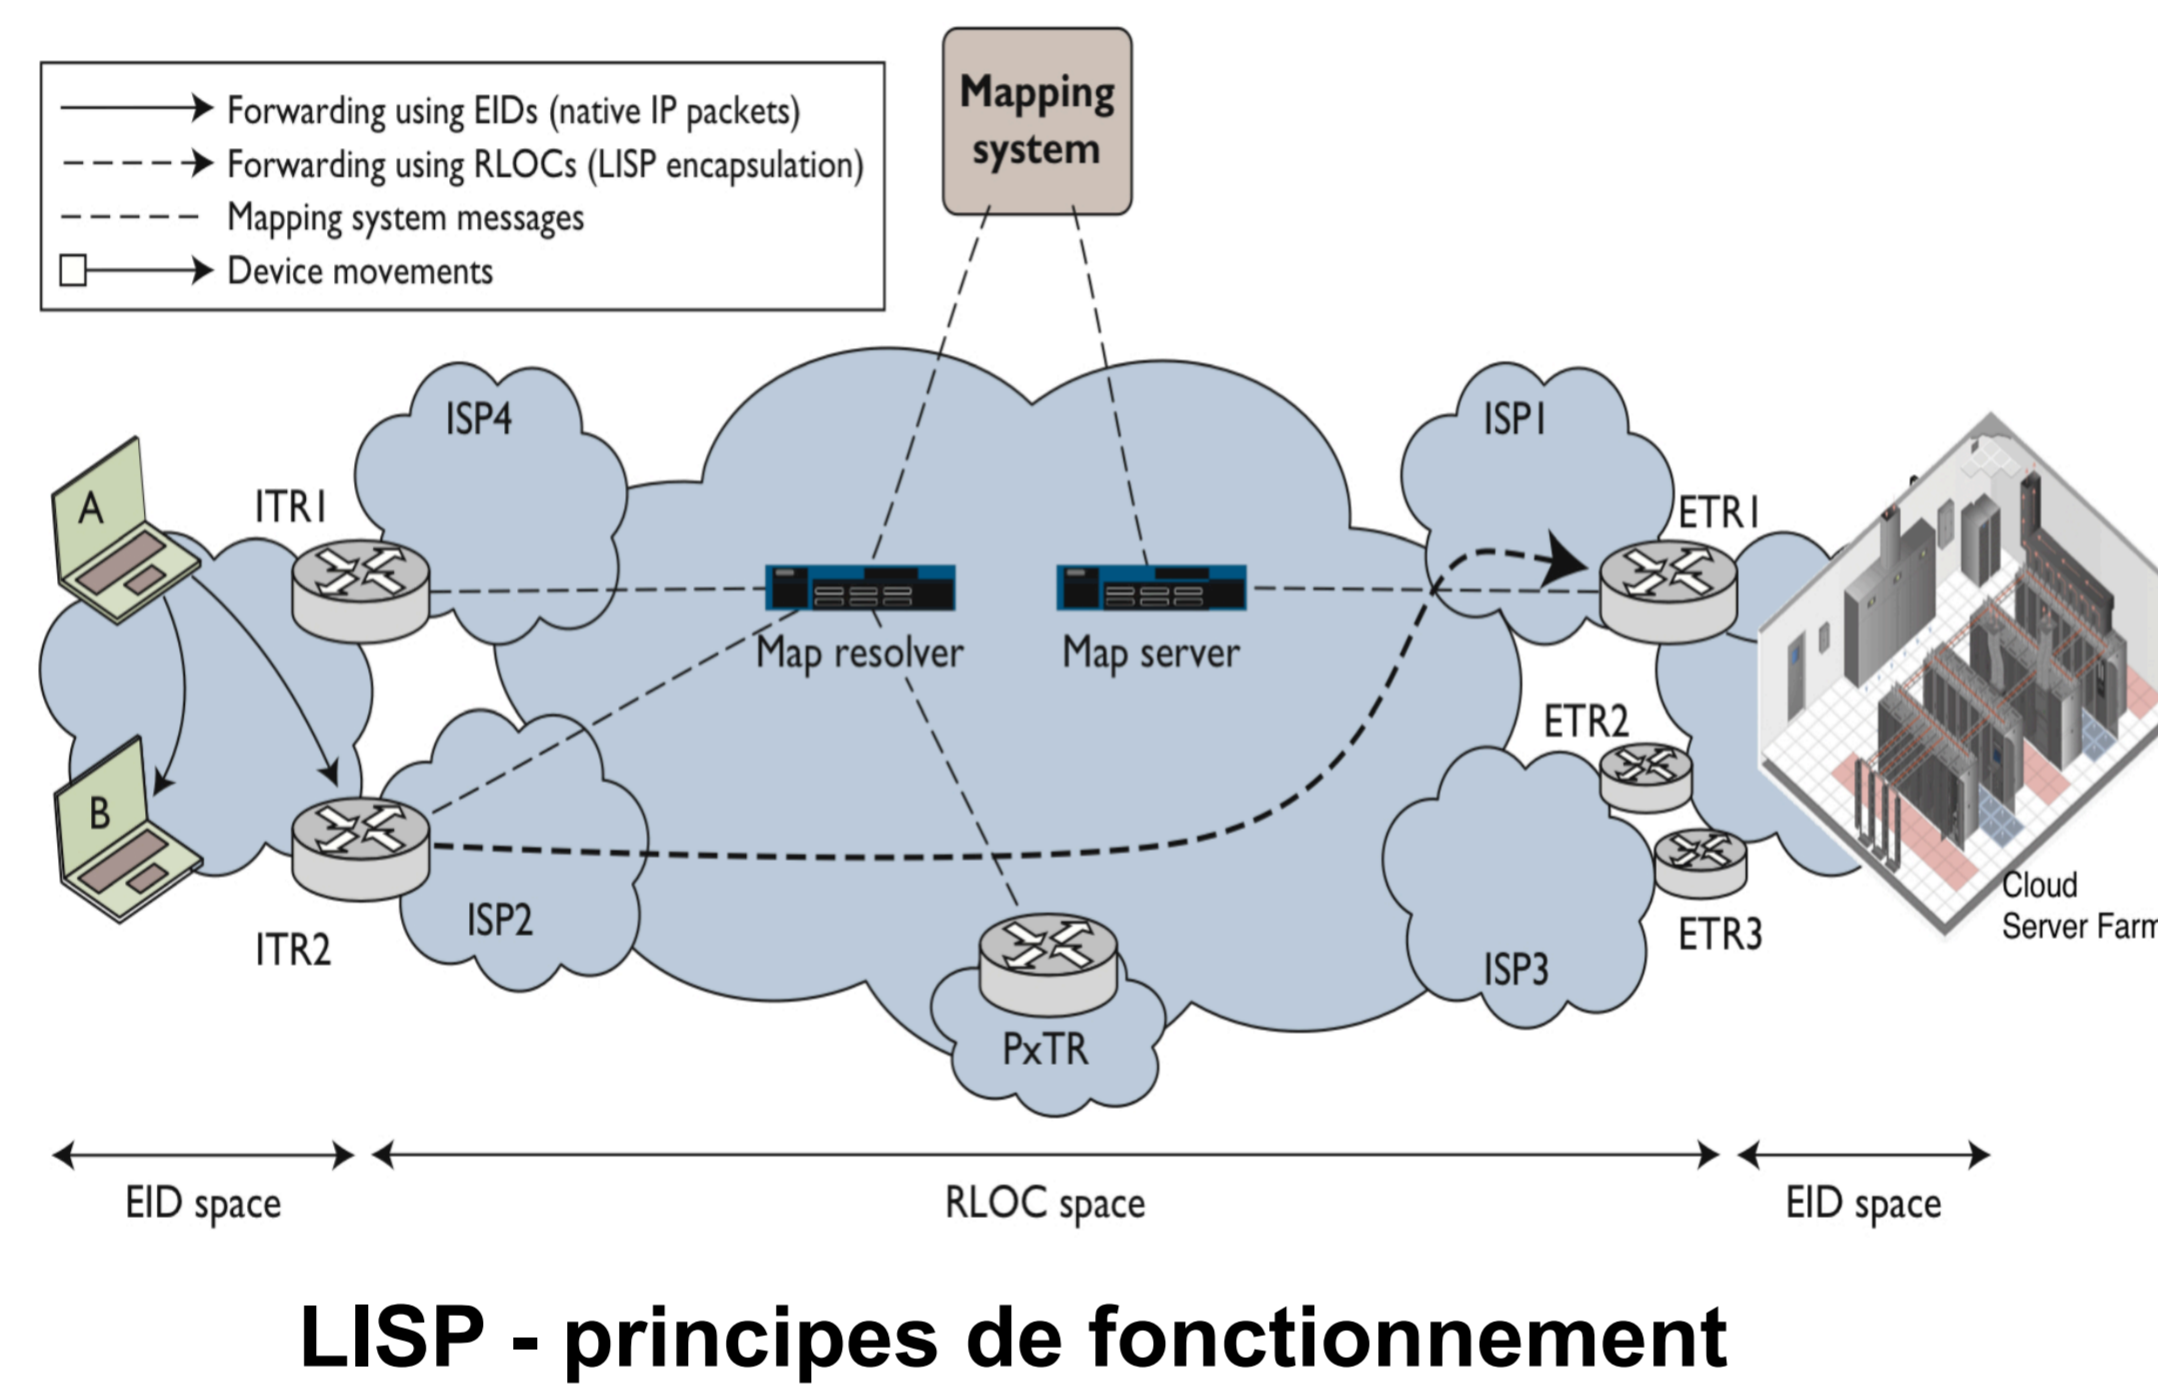 Mapping
system
Forwarding using EIDs (native IP packets)
Forwarding using RLOCs (LISP encapsulation)
Mapping system messages
Device movements
ISP4
ISP1
A
ITR1
ETR1
Map resolver
Map server
ETR2
B
ISP2
ITR2
Cloud
Server Farm
ETR3
ISP3
PxTR
EID space
RLOC space
EID space
LISP - principes de fonctionnement